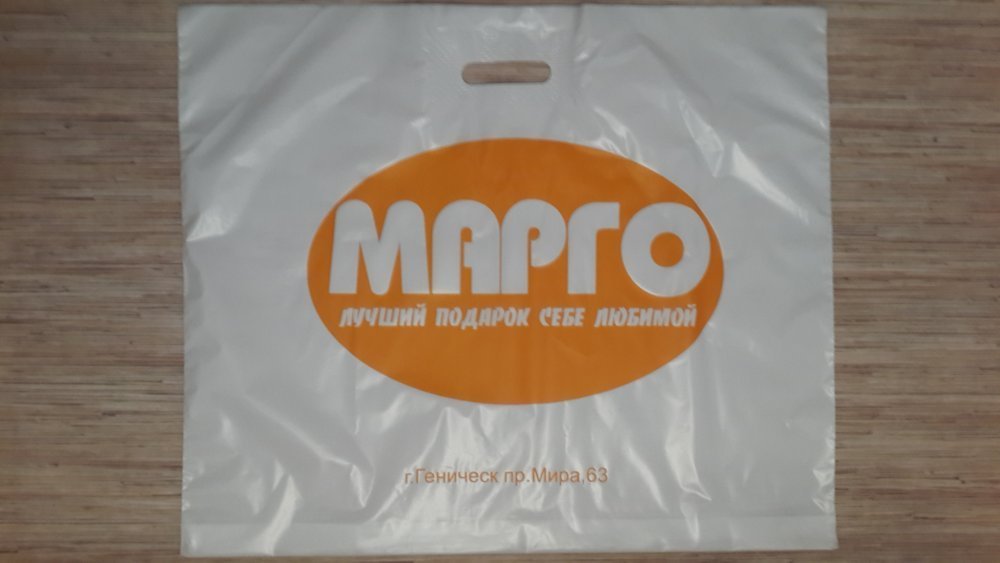 МАРГО
ЛУЧШИЙ ПОДАРОК СЕБЕ ЛЮБИМОЙ
г.Геническ пр.Мира,63